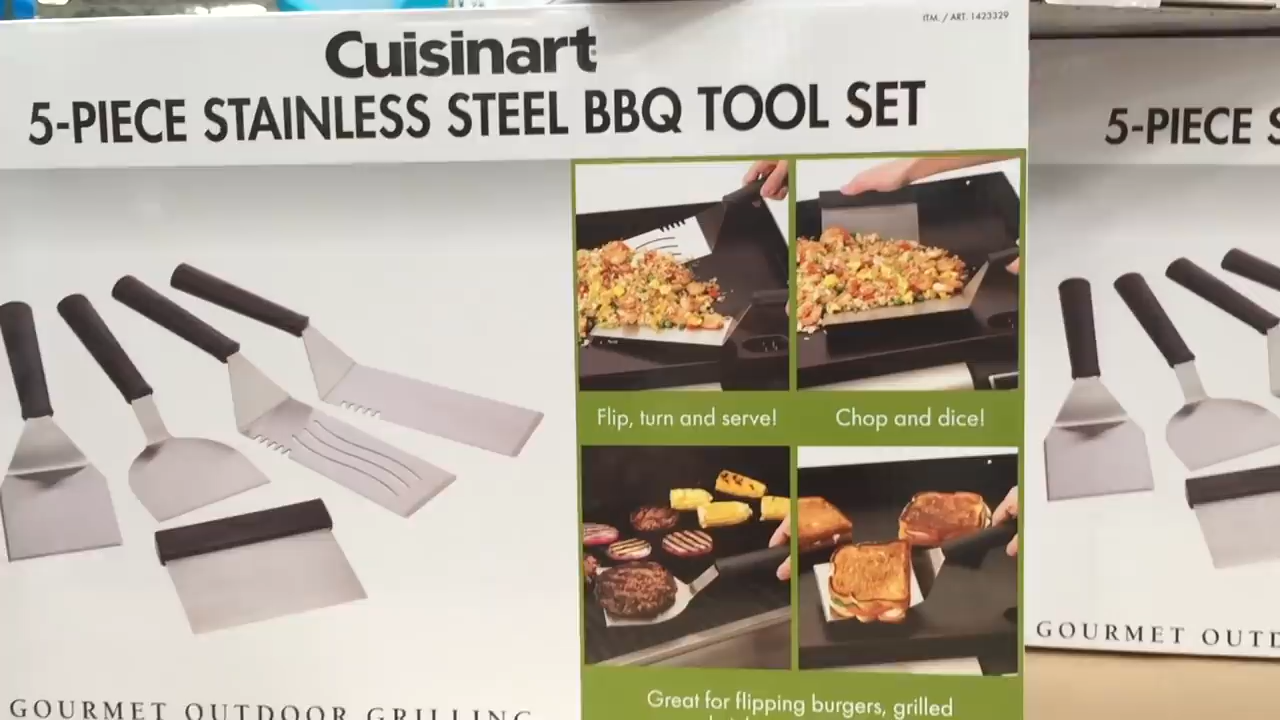 ITM. / ART. 1423329
Cuisinart
5-PIECE STAINLESS STEEL BBQ TOOL SET
Flip, turn and serve!
Chop and dice!
Great for flipping burgers, grilled
GOURMET OUTDOOR GRILLING
5-PIECE S
GOURMET OUTD